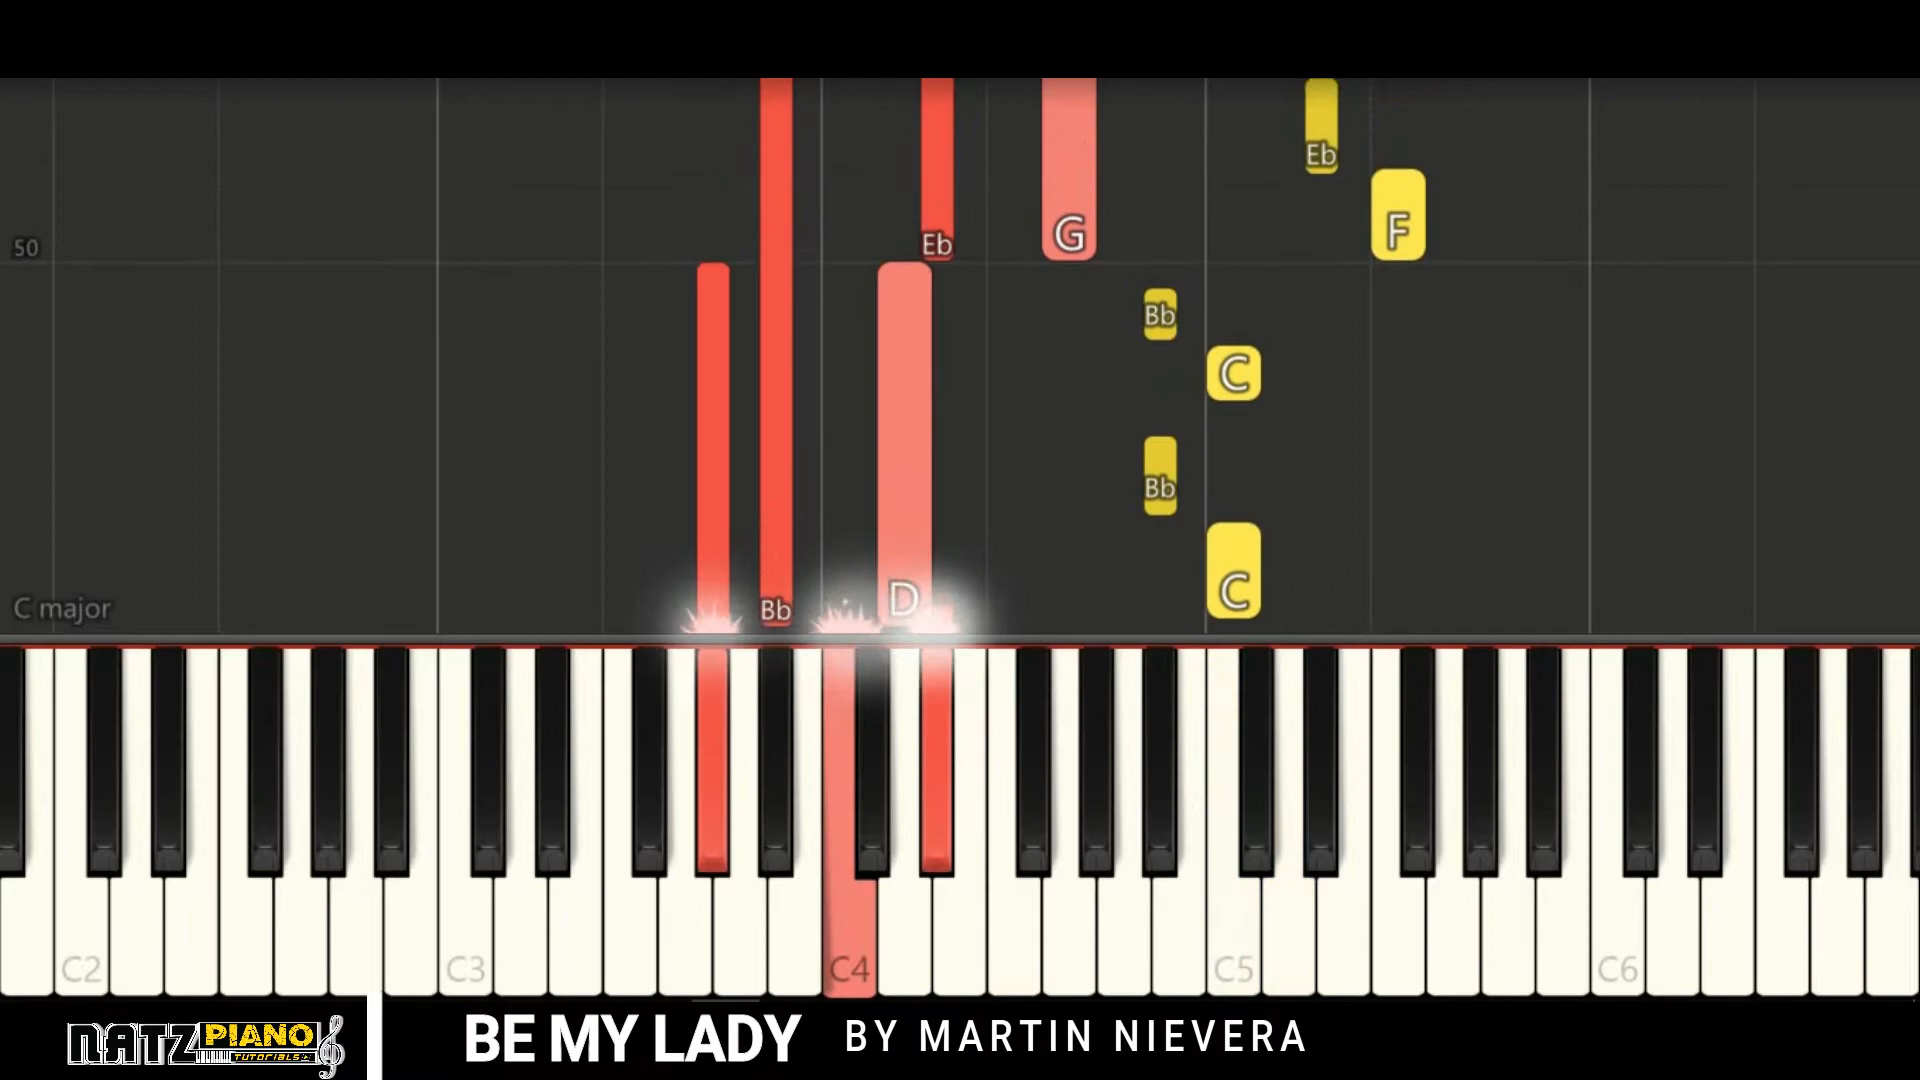 Eb
F
50
Eb
G
Bb
C
Bb
C major
Bb
D
C
C2
C3
C4
C5
C6
NATZ PIANO
TUTORIALS
BE MY LADY BY MARTIN NIEVERA